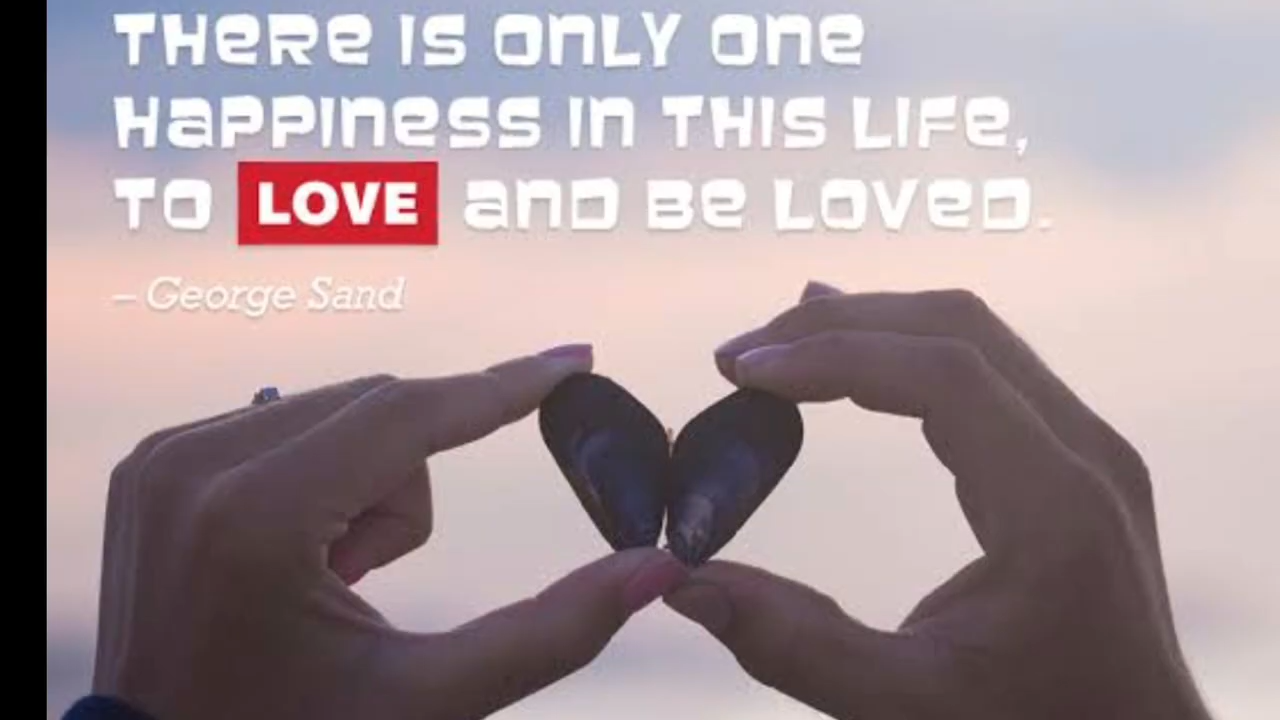 THERE IS ONLY ONE
HAPPINESS IN THIS LIFE,
TO LOVE AND BE LOVED.
– George Sand